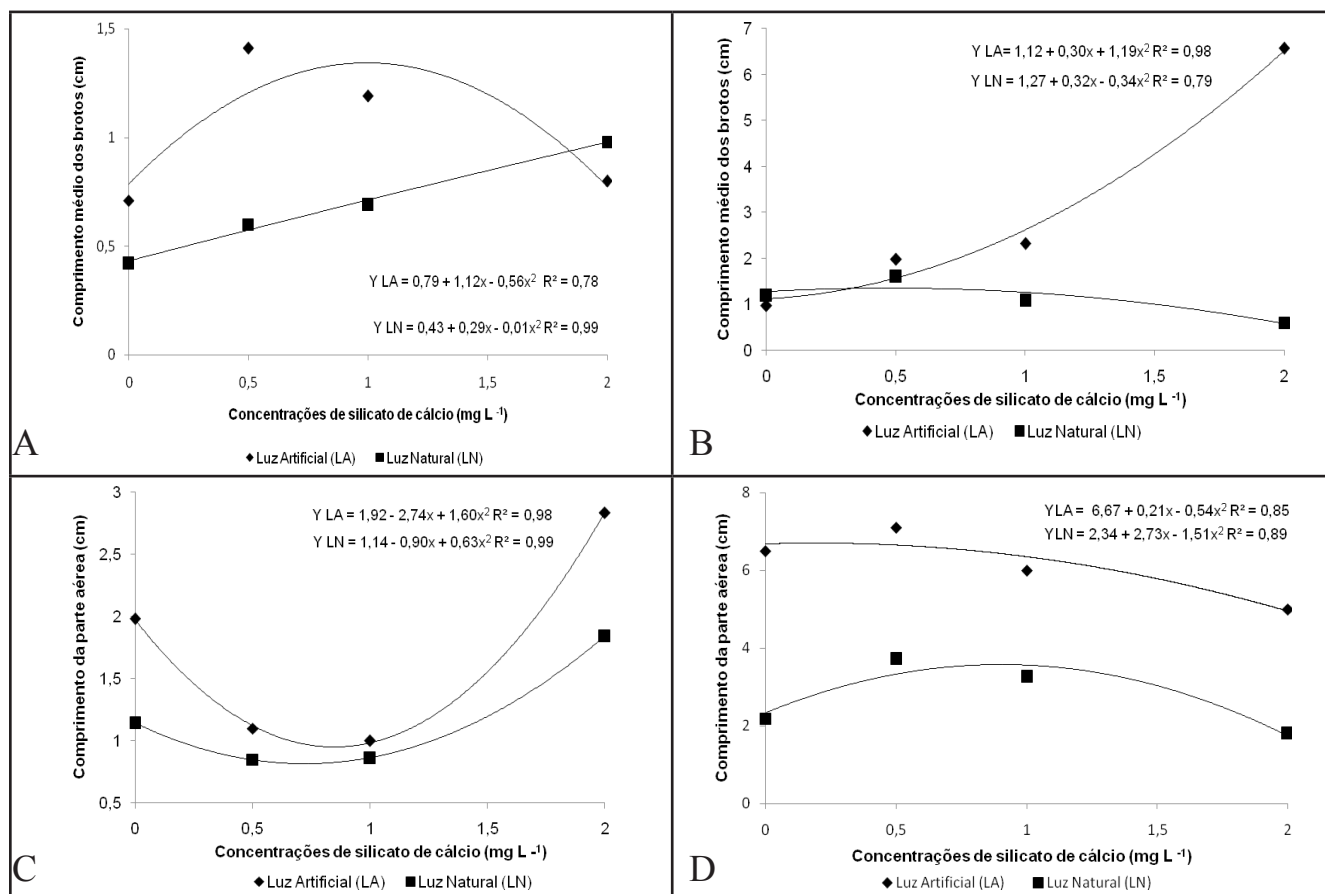 Comprimento médio dos brotos (cm)
1,5
1
0,5
0
Y LA = 0,79 + 1,12x - 0,56x² R² = 0,78
Y LN = 0,43 + 0,29x - 0,01x² R² = 0,99
0 0,5 1 1,5 2
Concentrações de silicato de cálcio (mg L -1)
Luz Artificial (LA) Luz Natural (LN)
A
Comprimento médio dos brotos (cm)
7
6
5
4
3
2
1
0
Y LA= 1,12 + 0,30x + 1,19x² R² = 0,98
Y LN = 1,27 + 0,32x - 0,34x² R² = 0,79
0 0,5 1 1,5 2
Concentrações de silicato de cálcio (mg L -1)
Luz Artificial (LA) Luz Natural (LN)
B
Comprimento da parte aérea (cm)
3
2,5
2
1,5
1
0,5
Y LA = 1,92 - 2,74x + 1,60x² R² = 0,98
Y LN = 1,14 - 0,90x + 0,63x² R² = 0,99
0 0,5 1 1,5 2
Concentrações de silicato de cálcio (mg L -1)
Luz Artificial (LA) Luz Natural (LN)
C
Comprimento da parte aérea (cm)
8
6
4
2
0
Y LA = 6,67 + 0,21x - 0,54x² R² = 0,85
Y LN = 2,34 + 2,73x - 1,51x² R² = 0,89
0 0,5 1 1,5 2
Concentrações de silicato de cálcio (mg L -1)
Luz Artificial (LA) Luz Natural (LN)
D